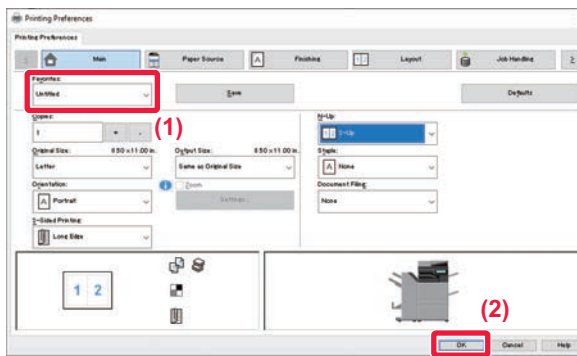 Printing Preferences
Printing Preferences
Main
Paper Source
Finishing
Layout
Job Handling
Favorites:
Untitled
Save
Defaults
(1)
Copies:
1
+
-
N-Up:
2-Up
Original Size:
8.50 x 11.00 in.
Output Size:
8.50 x 11.00 in.
Staple:
Letter
Same as Original Size
None
Orientation:
Zoom
Document Filing:
Portrait
Settings...
None
2-Sided Printing:
Long Edge
1 2
(2)
OK
Cancel
Help